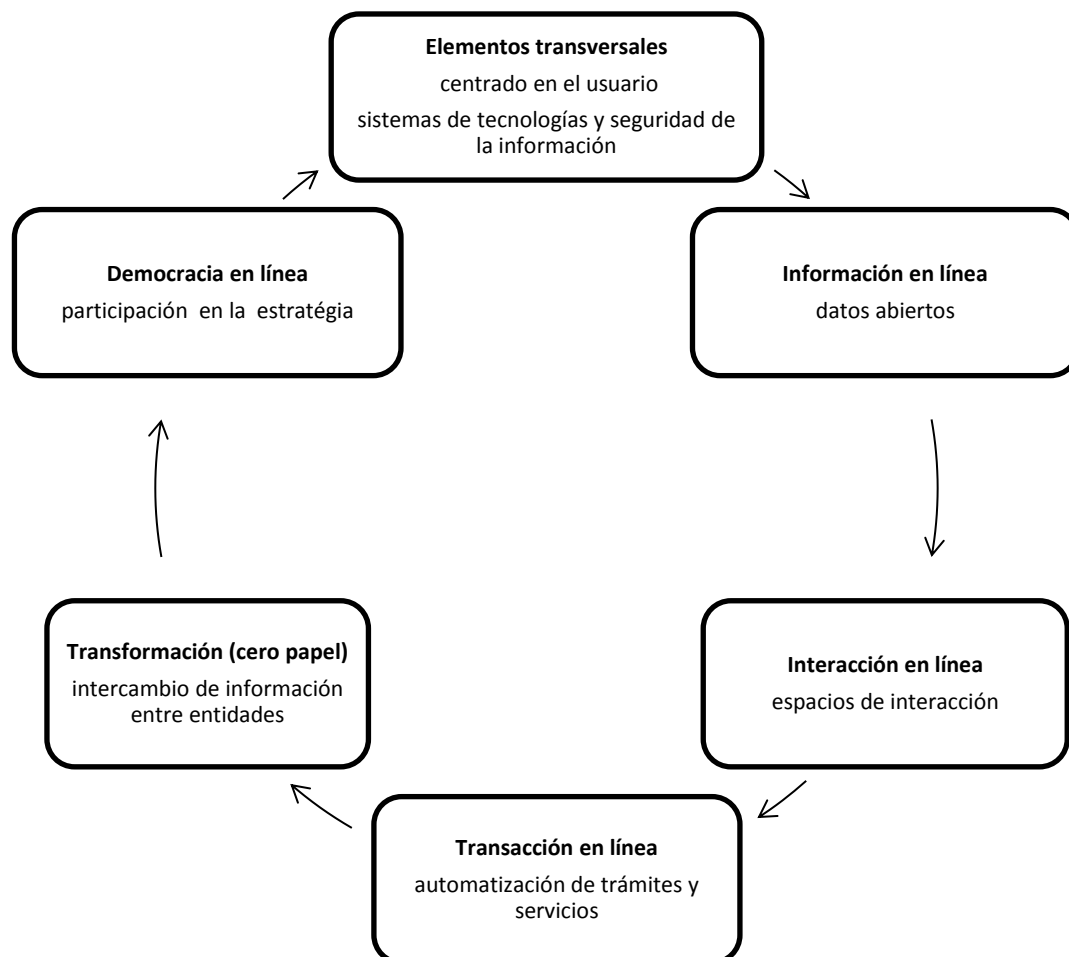 Elementos transversales
centrado en el usuario
sistemas de tecnologías y seguridad de
la información
Información en línea
datos abiertos
Interacción en línea
espacios de interacción
Transacción en línea
automatización de trámites y
servicios
Transformación (cero papel)
intercambio de información
entre entidades
Democracia en línea
participación  en la  estratégia